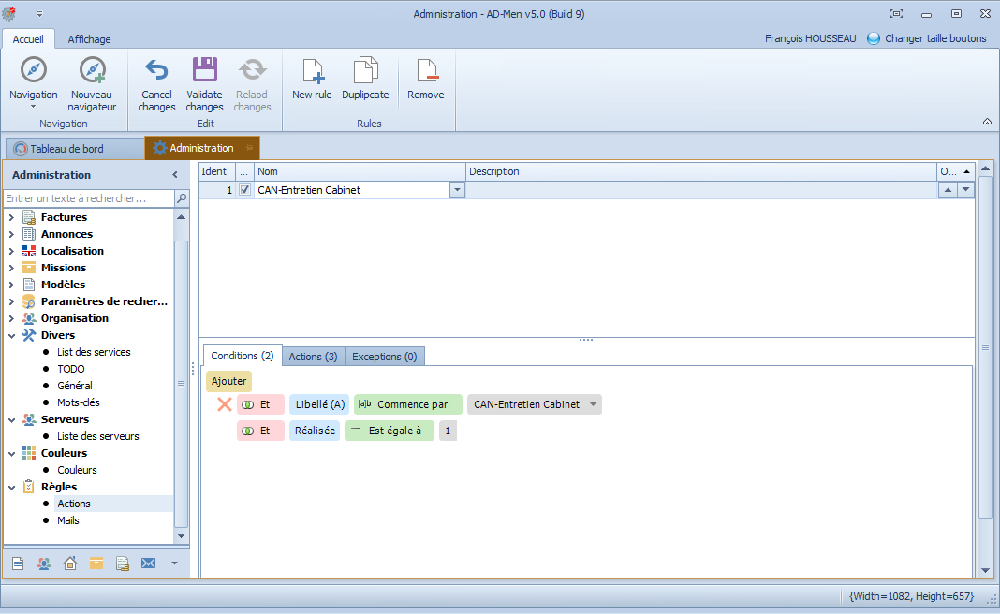 Administration - AD-Men v5.0 (Build 9)
Accueil
Affichage
François HOUSSEAU
Changer taille boutons
Navigation
Nouveau
navigateur
Cancel
changes
Validate
changes
Relaod
changes
New rule
Duplipcate
Remove
Navigation
Edit
Rules
Tableau de bord
Administration
Administration
Entrer un texte à rechercher...
Factures
Annonces
Localisation
Missions
Modèles
Paramètres de recher...
Organisation
Divers
List des services
TODO
Général
Mots-clés
Serveurs
Liste des serveurs
Couleurs
Couleurs
Règles
Actions
Mails
Ident
...
Nom
Description
O...
1
CAN-Entretien Cabinet
Conditions (2)
Actions (3)
Exceptions (0)
Ajouter
Et
Libellé (A)
[a]b
Commence par
CAN-Entretien Cabinet
Et
Réalisée
=
Est égale à
1
{Width=1082, Height=657}